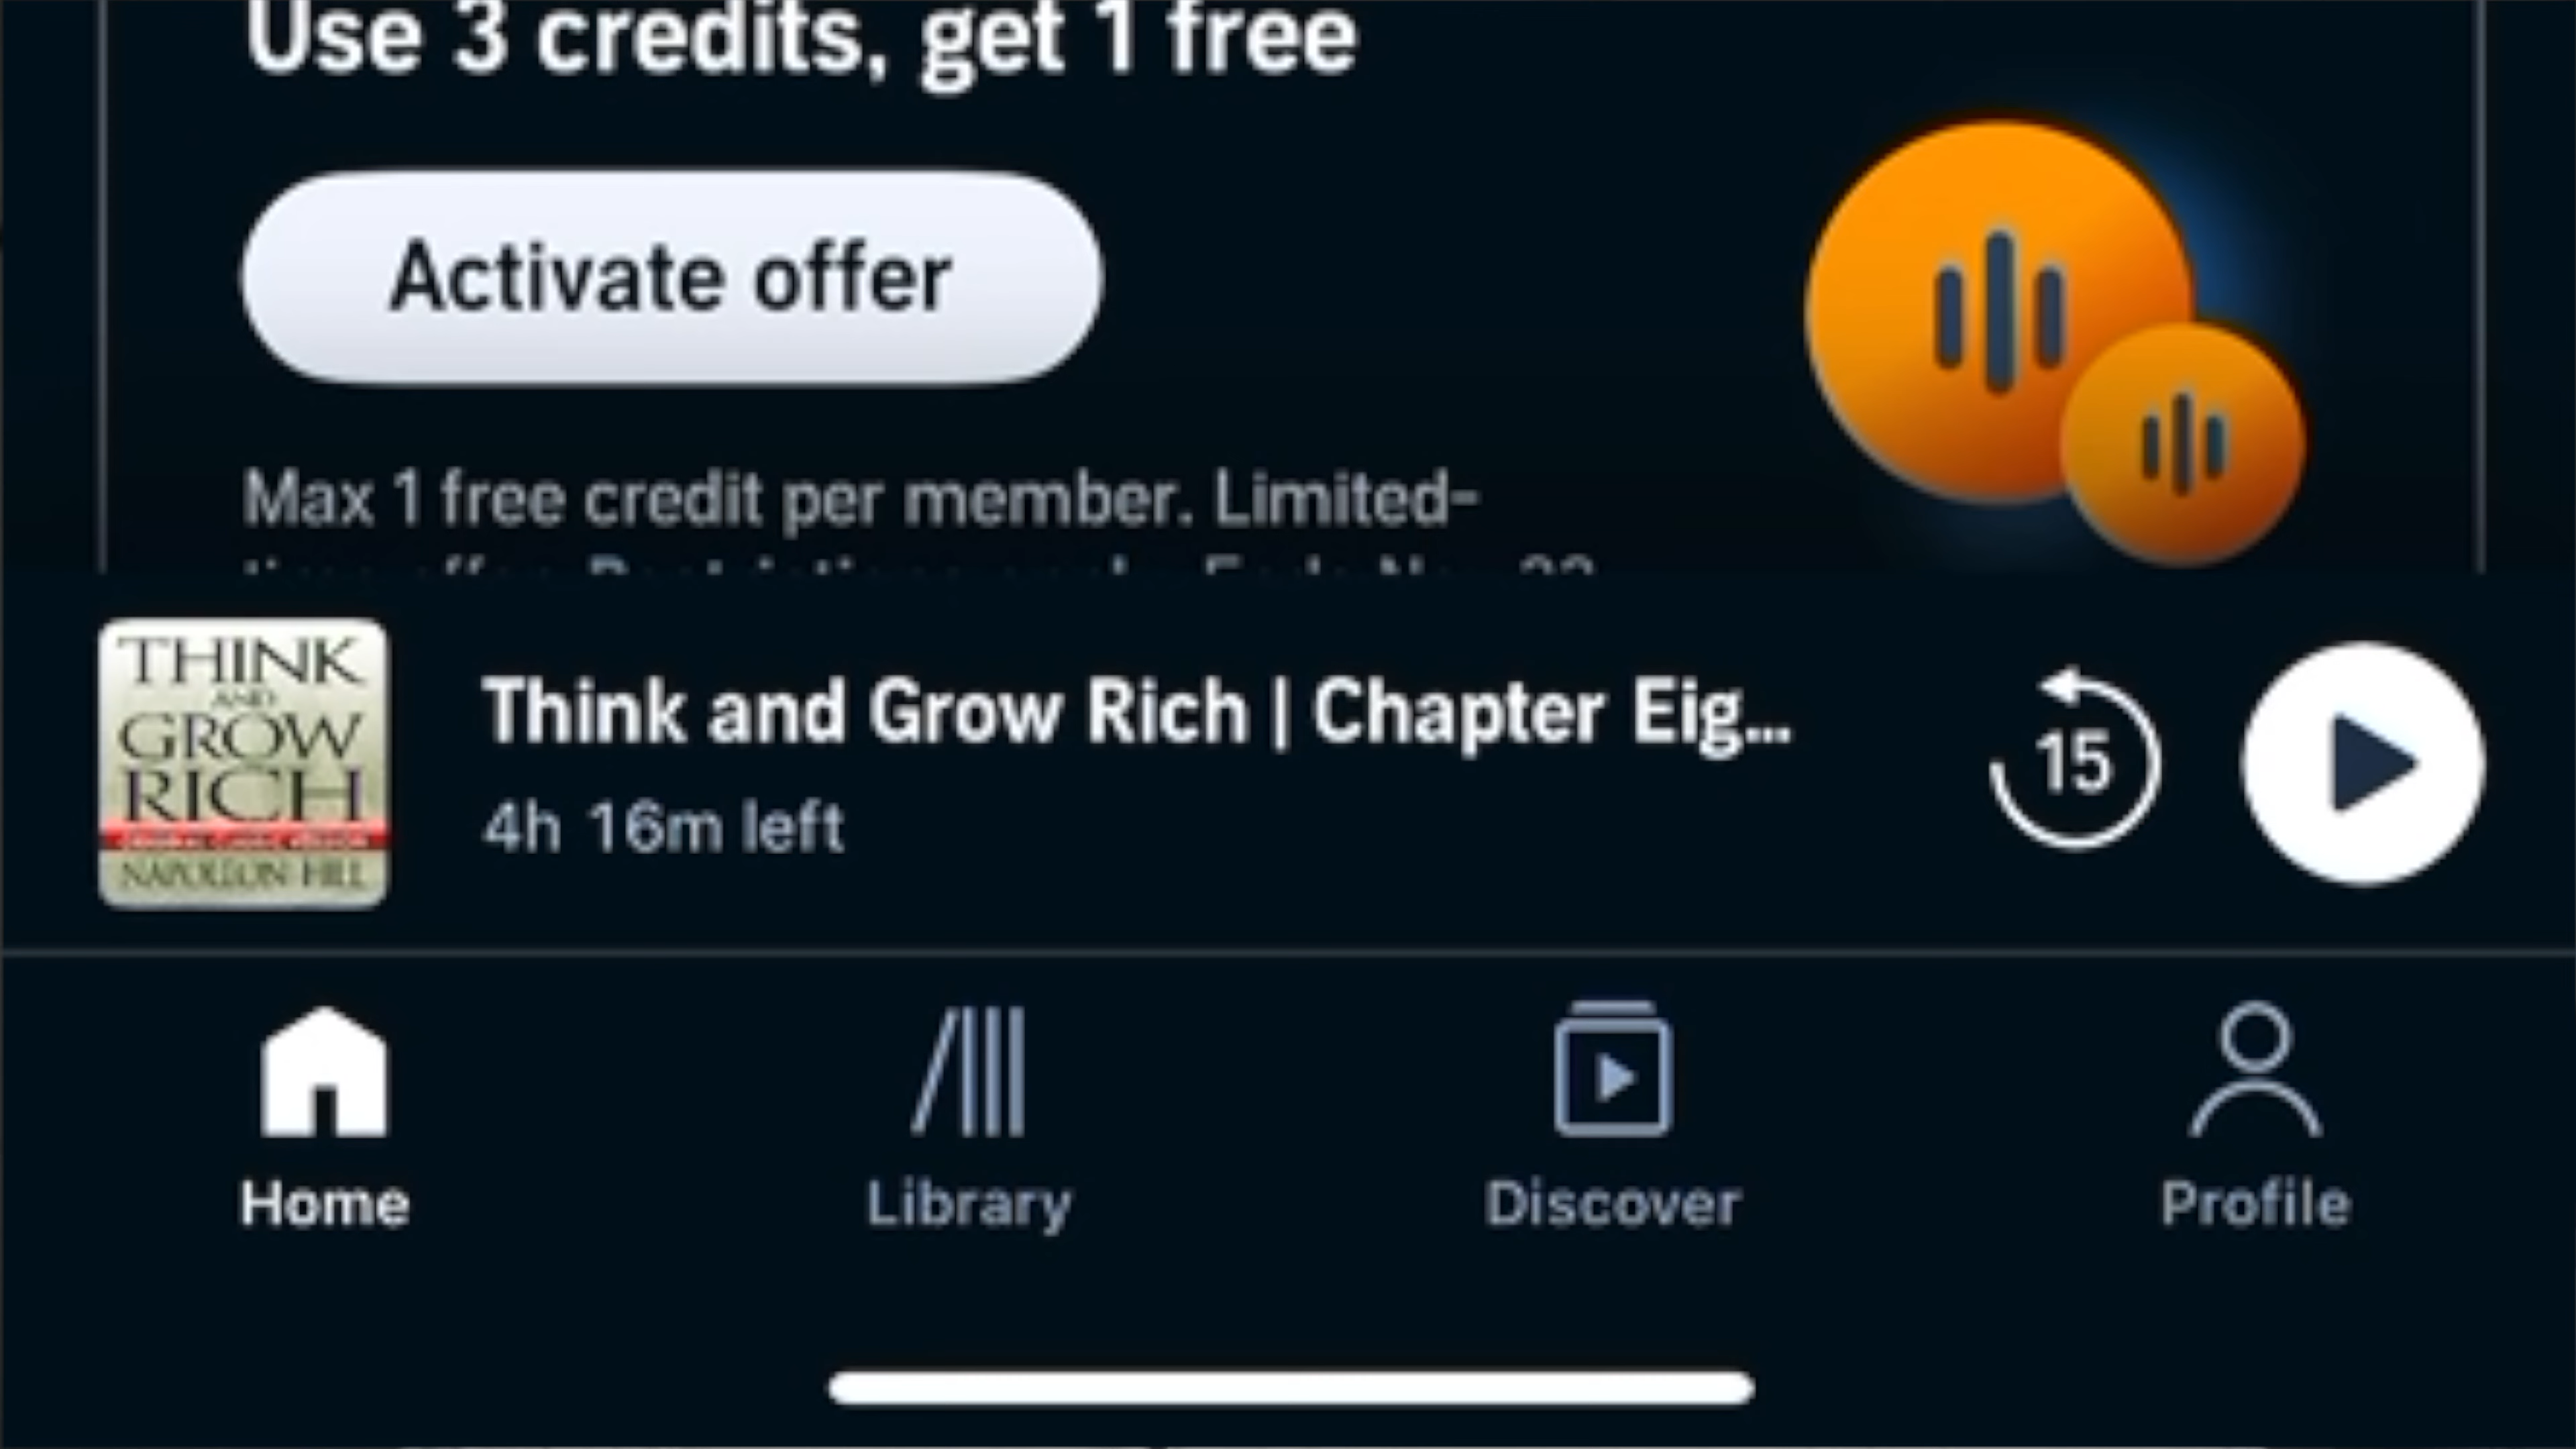 Use 3 credits, get 1 free
Activate offer
Max 1 free credit per member. Limited-
THINK
AND
GROW
RICH
NAPOLEON HILL
Think and Grow Rich | Chapter Eig...
4h 16m left
15
Home
Library
Discover
Profile